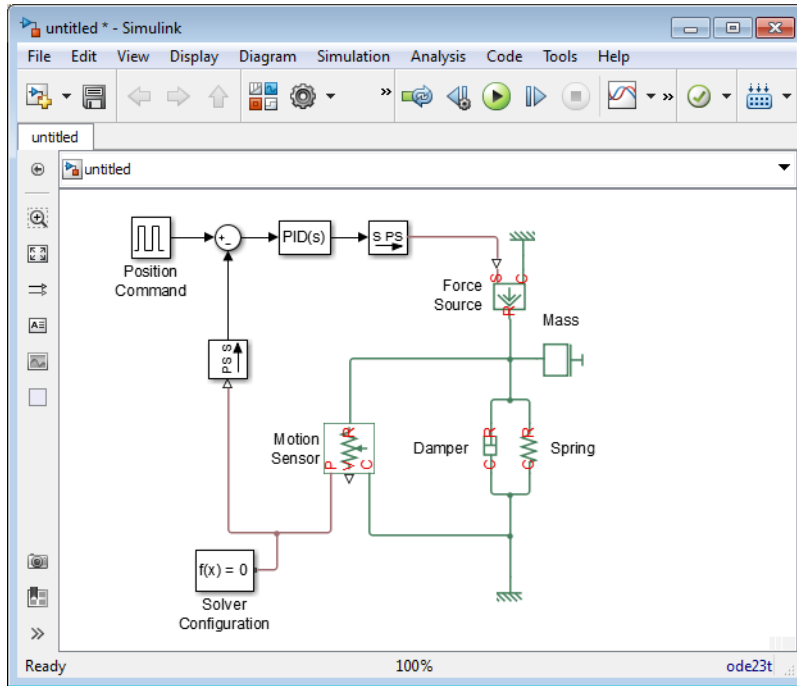 untitled * - Simulink
File Edit View Display Diagram Simulation Analysis Code Tools Help
»
»
untitled
untitled
Position
Command
+
_
PID(s)
S PS
Force
Source
S
C
R
Mass
PS S
Motion
Sensor
R
P
V
C
Damper
R
C
Spring
R
C
f(x) = 0
Solver
Configuration
A
»
Ready 100% ode23t